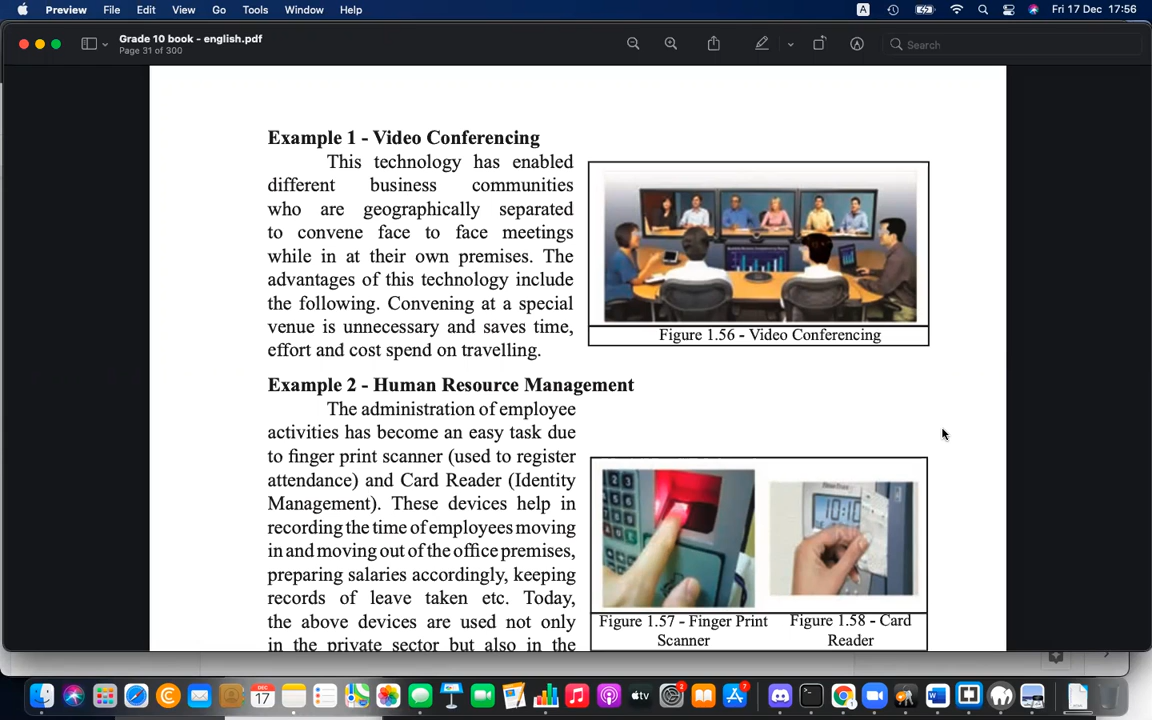 Preview File Edit View Go Tools Window Help
A
Fri 17 Dec 17:56
Grade 10 book - english.pdf
Page 31 of 300
Search
Example 1 - Video Conferencing
This technology has enabled
different business communities
who are geographically separated
to convene face to face meetings
while in at their own premises. The
advantages of this technology include
the following. Convening at a special
venue is unnecessary and saves time,
effort and cost spend on travelling.
Figure 1.56 - Video Conferencing
Example 2 - Human Resource Management
The administration of employee
activities has become an easy task due
to finger print scanner (used to register
attendance) and Card Reader (Identity
Management). These devices help in
recording the time of employees moving
in and moving out of the office premises,
preparing salaries accordingly, keeping
records of leave taken etc. Today,
the above devices are used not only
in the private sector but also in the
10:10
Figure 1.57 - Finger Print
Scanner
Figure 1.58 - Card
Reader
DEC
17
tv
2
7